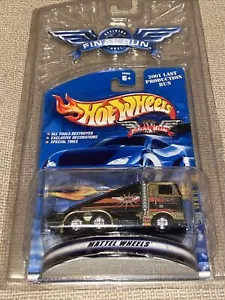 FINAL RUN
2001 LAST
PRODUCTION
RUN
Hot Wheels
• ALL TOOLS DESTROYED
• EXCLUSIVE DECORATIONS
• SPECIAL TIRES
MATTEL WHEELS